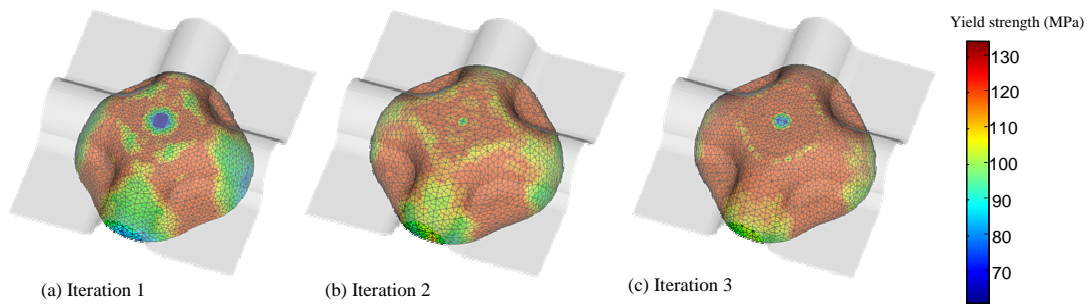 Yield strength (MPa)
130
120
110
100
90
80
70
(a) Iteration 1
(b) Iteration 2
(c) Iteration 3